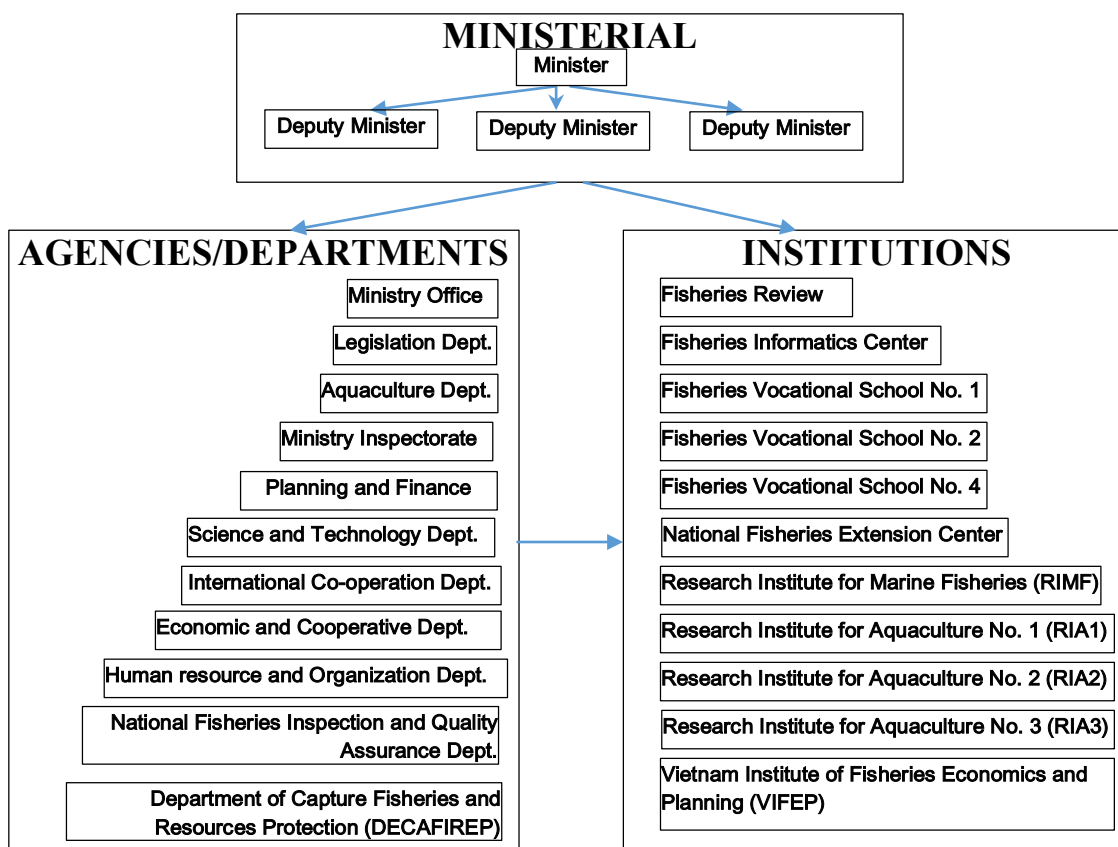 MINISTERIAL
Minister
Deputy Minister
Deputy Minister
Deputy Minister
AGENCIES/DEPARTMENTS
Ministry Office
Legislation Dept.
Aquaculture Dept.
Ministry Inspectorate
Planning and Finance
Science and Technology Dept.
International Co-operation Dept.
Economic and Cooperative Dept.
Human resource and Organization Dept.
National Fisheries Inspection and Quality
Assurance Dept.
Department of Capture Fisheries and
Resources Protection (DECAFIREP)
INSTITUTIONS
Fisheries Review
Fisheries Informatics Center
Fisheries Vocational School No. 1
Fisheries Vocational School No. 2
Fisheries Vocational School No. 4
National Fisheries Extension Center
Research Institute for Marine Fisheries (RIMF)
Research Institute for Aquaculture No. 1 (RIA1)
Research Institute for Aquaculture No. 2 (RIA2)
Research Institute for Aquaculture No. 3 (RIA3)
Vietnam Institute of Fisheries Economics and
Planning (VIFEP)